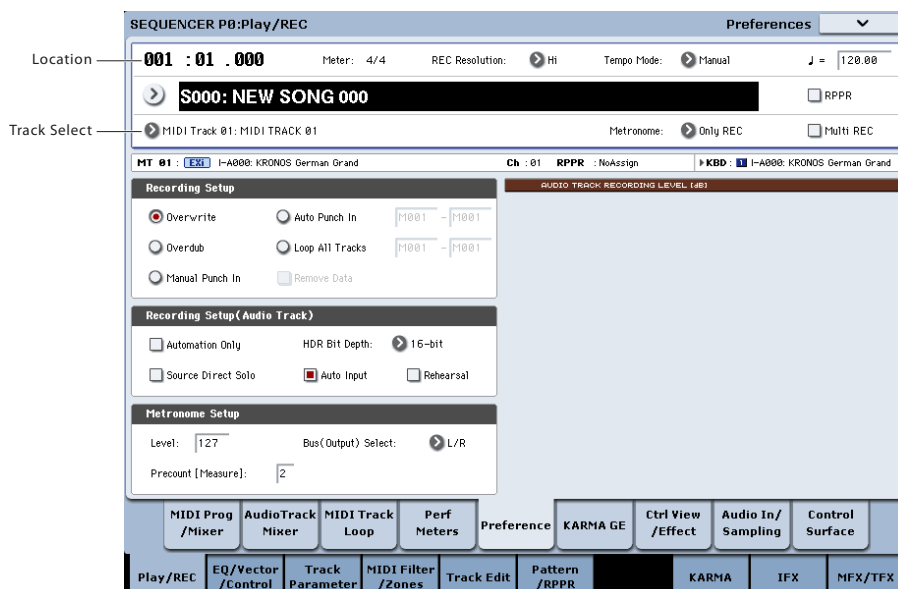 SEQUENCER P0:Play/REC Preferences
Location 001 :01 .000 Meter: 4/4 REC Resolution: Hi Tempo Mode: Manual ♩ = 120.00
S000: NEW SONG 000 RPPR
Track Select MIDI Track 01: MIDI TRACK 01 Metronome: Only REC Multi REC
MT 01 : EXi I-A000: KRONOS German Grand Ch :01 RPPR :NoAssign KBD : 1 I-A000: KRONOS German Grand
Recording Setup AUDIO TRACK RECORDING LEVEL [dB]
Overwrite Auto Punch In M001 - M001
Overdub Loop All Tracks M001 - M001
Manual Punch In Remove Data
Recording Setup(Audio Track)
Automation Only HDR Bit Depth: 16-bit
Source Direct Solo Auto Input Rehearsal
Metronome Setup
Level: 127 Bus(Output) Select: L/R
Precount [Measure]: 2
MIDI Prog /Mixer AudioTrack Mixer MIDI Track Loop Perf Meters Preference KARMA GE Ctrl View /Effect Audio In/ Sampling Control Surface
Play/REC EQ/Vector /Control Track Parameter MIDI Filter /Zones Track Edit Pattern /RPPR KARMA IFX MFX/TFX